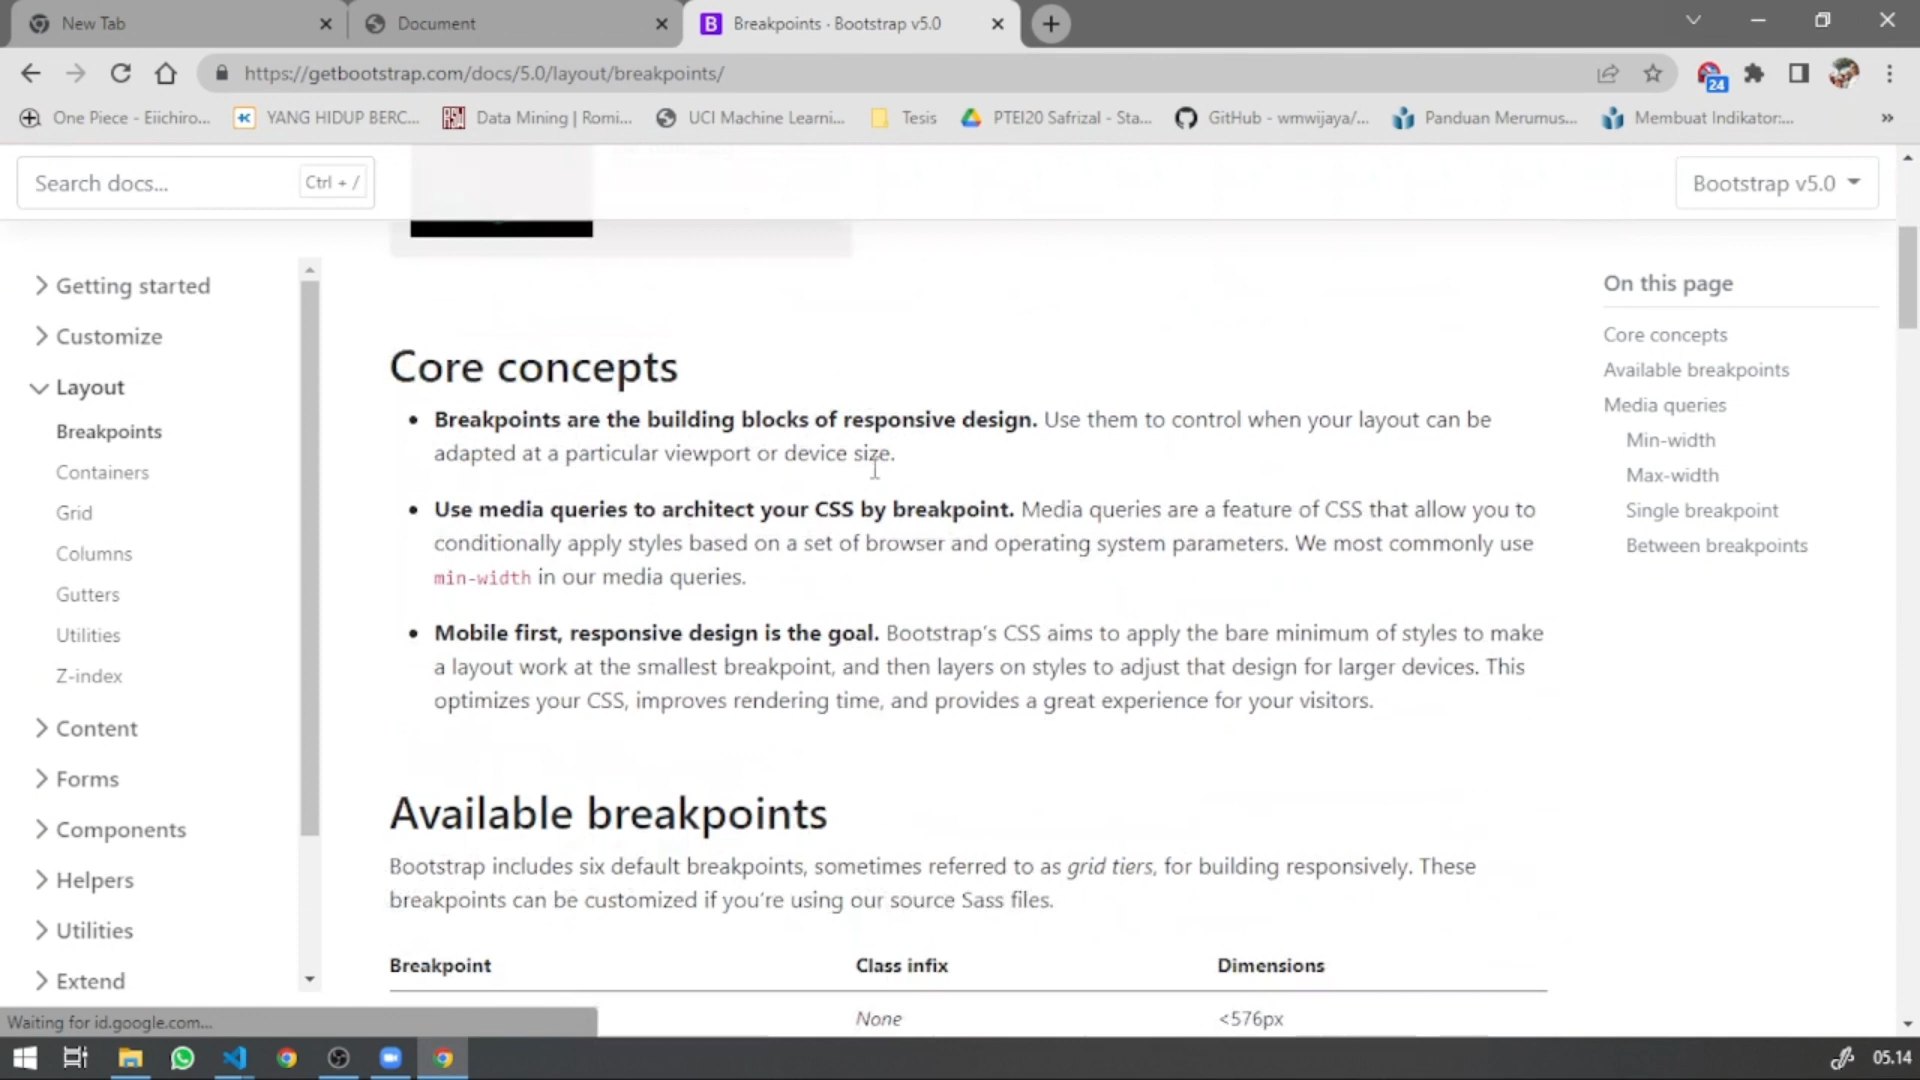 New Tab
Document
Breakpoints · Bootstrap v5.0
https://getbootstrap.com/docs/5.0/layout/breakpoints/
24
One Piece - Eiichiro...
YANG HIDUP BERC...
Data Mining | Romi...
UCI Machine Learni...
Tesis
PTEI20 Safrizal - Sta...
GitHub - wmwijaya/...
Panduan Merumus...
Membuat Indikator:...
»
Search docs...
Ctrl + /
Bootstrap v5.0
Getting started
Customize
Layout
Breakpoints
Containers
Grid
Columns
Gutters
Utilities
Z-index
Content
Forms
Components
Helpers
Utilities
Extend
Core concepts
• Breakpoints are the building blocks of responsive design. Use them to control when your layout can be
adapted at a particular viewport or device size.
• Use media queries to architect your CSS by breakpoint. Media queries are a feature of CSS that allow you to
conditionally apply styles based on a set of browser and operating system parameters. We most commonly use
min-width in our media queries.
• Mobile first, responsive design is the goal. Bootstrap's CSS aims to apply the bare minimum of styles to make
a layout work at the smallest breakpoint, and then layers on styles to adjust that design for larger devices. This
optimizes your CSS, improves rendering time, and provides a great experience for your visitors.
Available breakpoints
Bootstrap includes six default breakpoints, sometimes referred to as grid tiers, for building responsively. These
breakpoints can be customized if you're using our source Sass files.
Breakpoint Class infix Dimensions
None <576px
On this page
Core concepts
Available breakpoints
Media queries
Min-width
Max-width
Single breakpoint
Between breakpoints
Waiting for id.google.com...
05.14